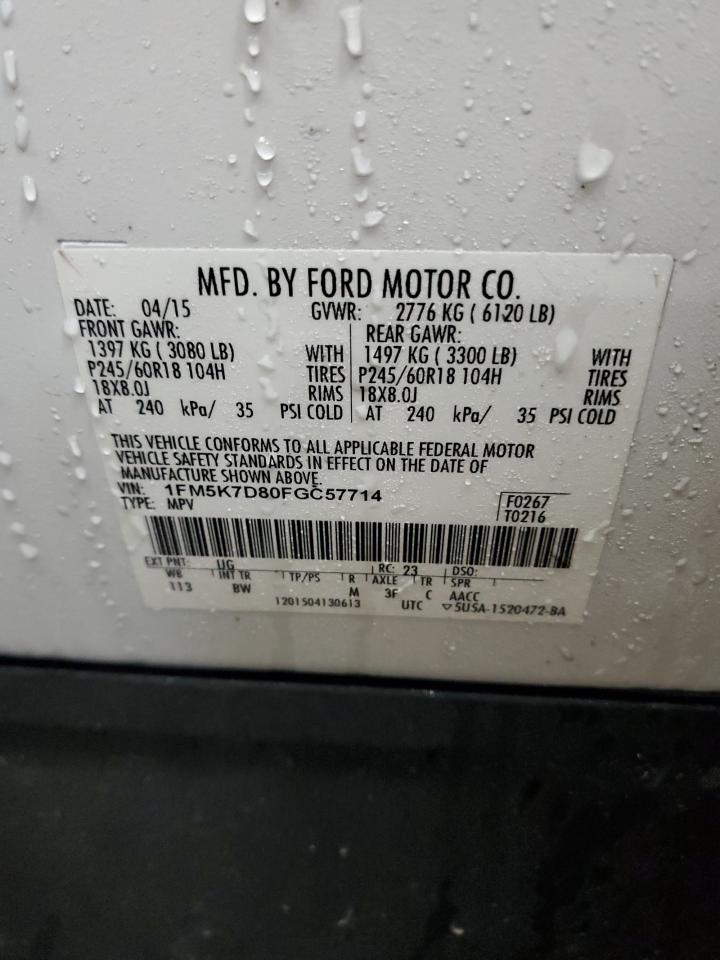 MFD. BY FORD MOTOR CO.
DATE: 04/15 GVWR: 2776 KG ( 6120 LB)
FRONT GAWR: REAR GAWR:
1397 KG ( 3080 LB) WITH 1497 KG ( 3300 LB) WITH
P245/60R18 104H TIRES P245/60R18 104H TIRES
18X8.0J RIMS 18X8.0J RIMS
AT 240 kPa/ 35 PSI COLD AT 240 kPa/ 35 PSI COLD
THIS VEHICLE CONFORMS TO ALL APPLICABLE FEDERAL MOTOR
VEHICLE SAFETY STANDARDS IN EFFECT ON THE DATE OF
MANUFACTURE SHOWN ABOVE.
VIN: 1FM5K7D80FGC57714 F0267
TYPE: MPV T0216
EXT PNT: UG RC: 23 DSO:
WB INT TR TP/PS R AXLE TR SPR
113 BW M 3F C AACC
1201504130613 UTC ▽5USA-1520472-BA